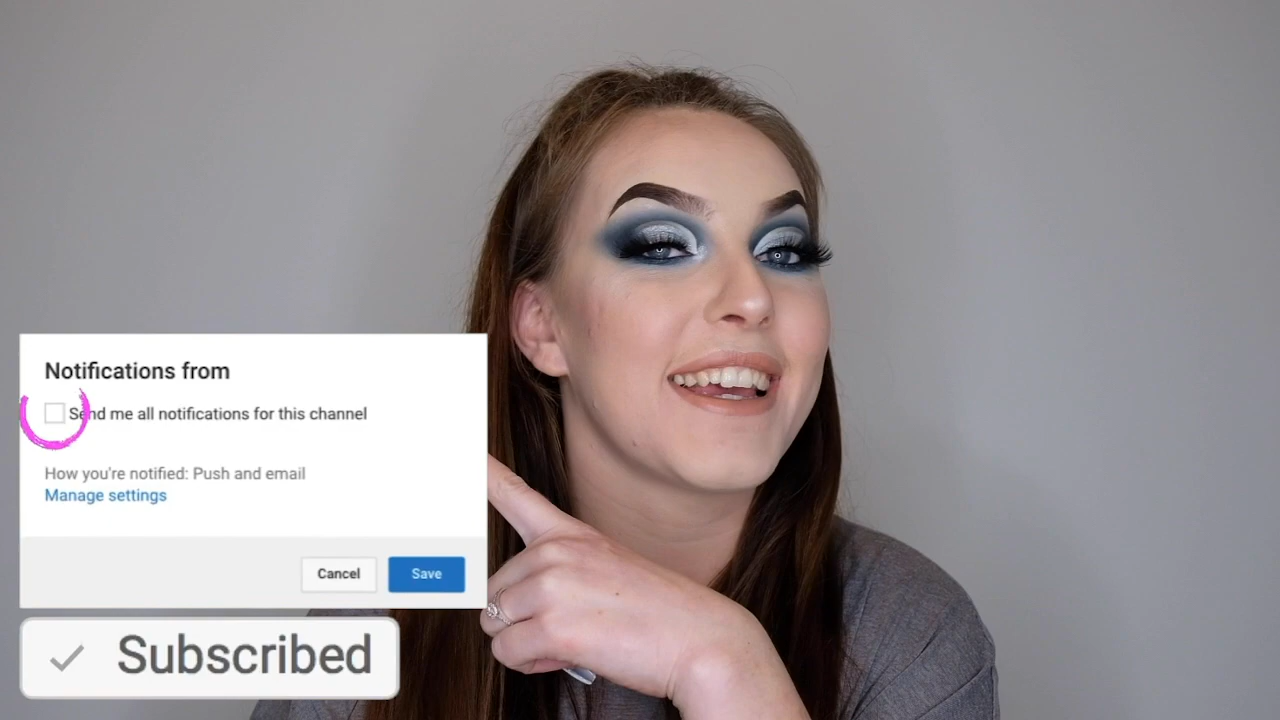 Notifications from
Send me all notifications for this channel
How you're notified: Push and email
Manage settings
Cancel
Save
Subscribed